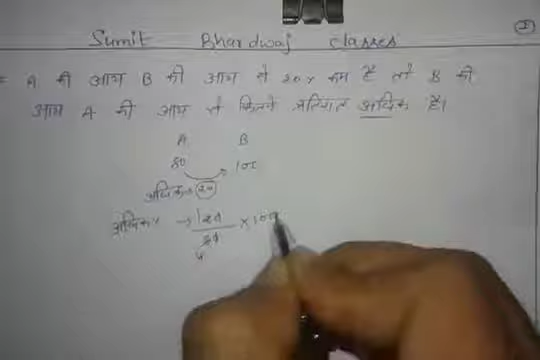 Sumit Bhardwaj classes
A की आय B की आय से 20% कम है तो B की
आय A की आय से कितने प्रतिशत अधिक है।
A B
80 100
अधिक = 20
अधिक% → 20/80 × 100